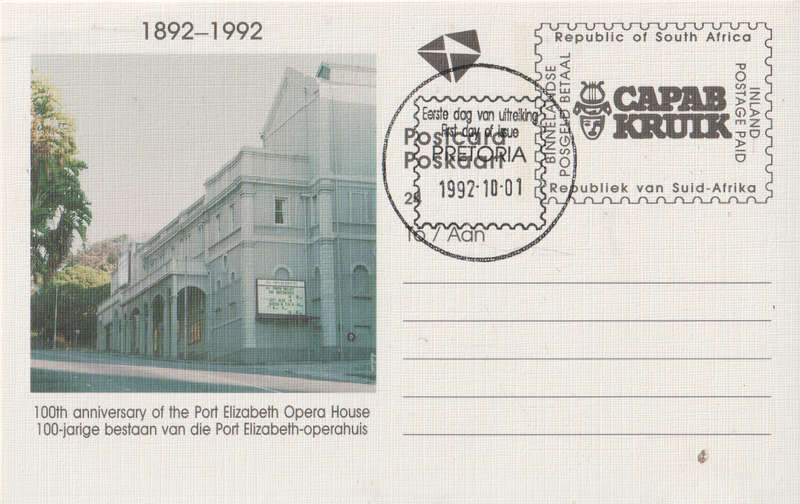 1892–1992
100th anniversary of the Port Elizabeth Opera House
100-jarige bestaan van die Port Elizabeth-operahuis
Eerste dag van uitreiking
First day of Issue
PRETORIA
1992-10-01
Postcard
Poskaart
To / Aan
Republic of South Africa
BINNELANDSE
POSGELD BETAAL
CAPAB
KRUIK
INLAND
POSTAGE PAID
Republiek van Suid-Afrika